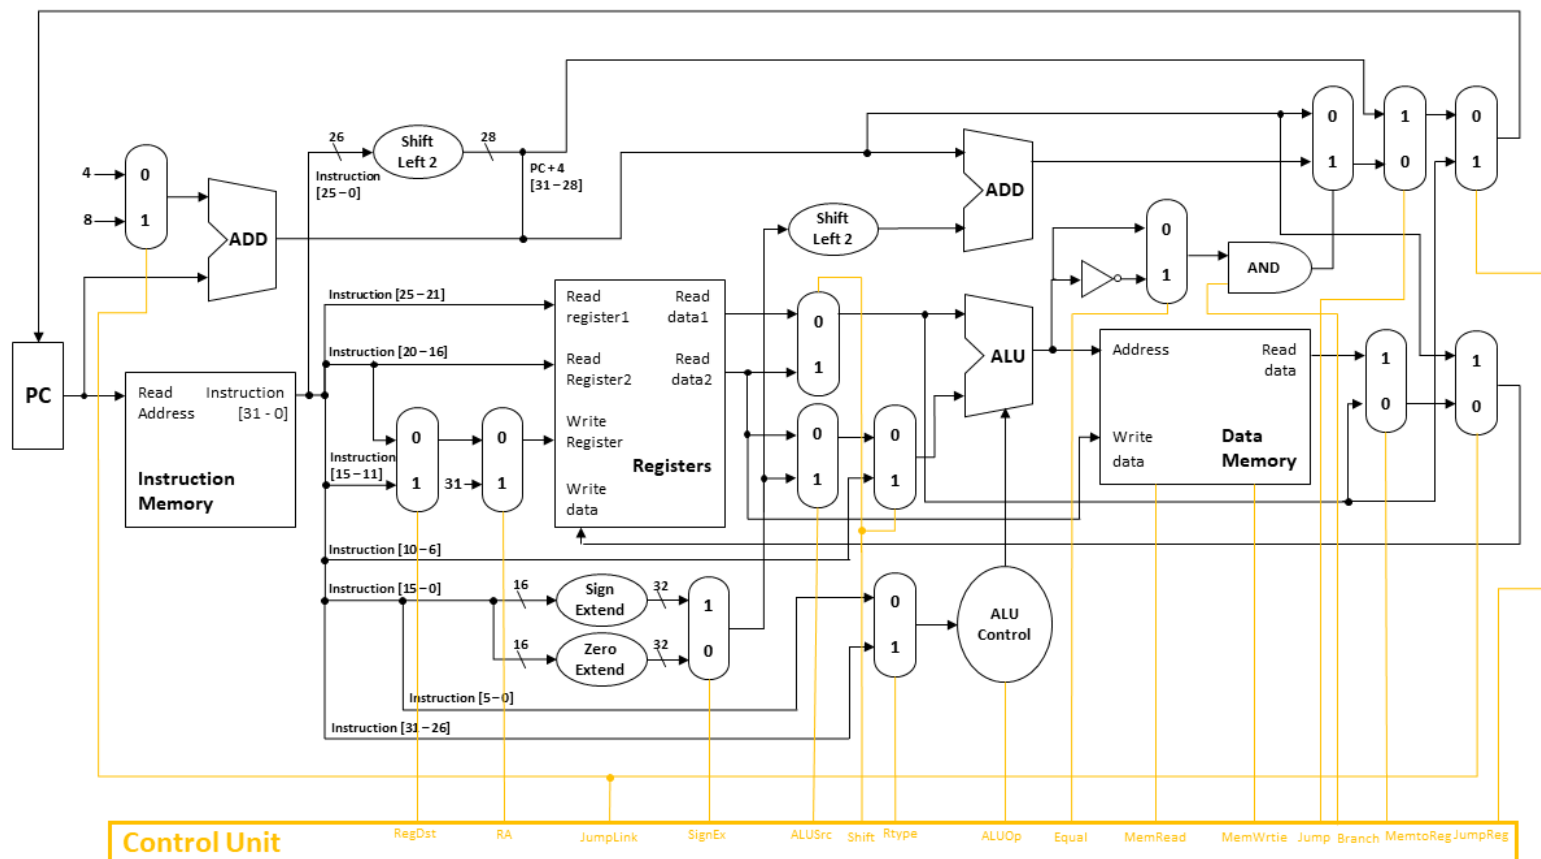 26
Shift
Left 2
28
Instruction
[25 – 0]
PC + 4
[31 – 28]
4
0
8
1
ADD
0
1
1
0
0
1
ADD
Shift
Left 2
0
1
AND
Instruction [25 – 21]
Read
register1
Read
data1
Instruction [20 – 16]
Read
Register2
Read
data2
Write
Register
Registers
Write
data
0
1
ALU
PC
Read
Address
Instruction
[31 - 0]
Instruction
Memory
Instruction
[15 – 11]
0
1
31
0
1
0
1
0
1
Address
Read
data
Write
data
Data
Memory
1
0
1
0
Instruction [10 – 6]
Instruction [15 – 0]
16
Sign
Extend
32
16
Zero
Extend
32
1
0
0
1
ALU
Control
Instruction [5 – 0]
Instruction [31 – 26]
Control Unit
RegDst
RA
JumpLink
SignEx
ALUSrc
Shift
Rtype
ALUOp
Equal
MemRead
MemWrtie
Jump
Branch
MemtoReg
JumpReg